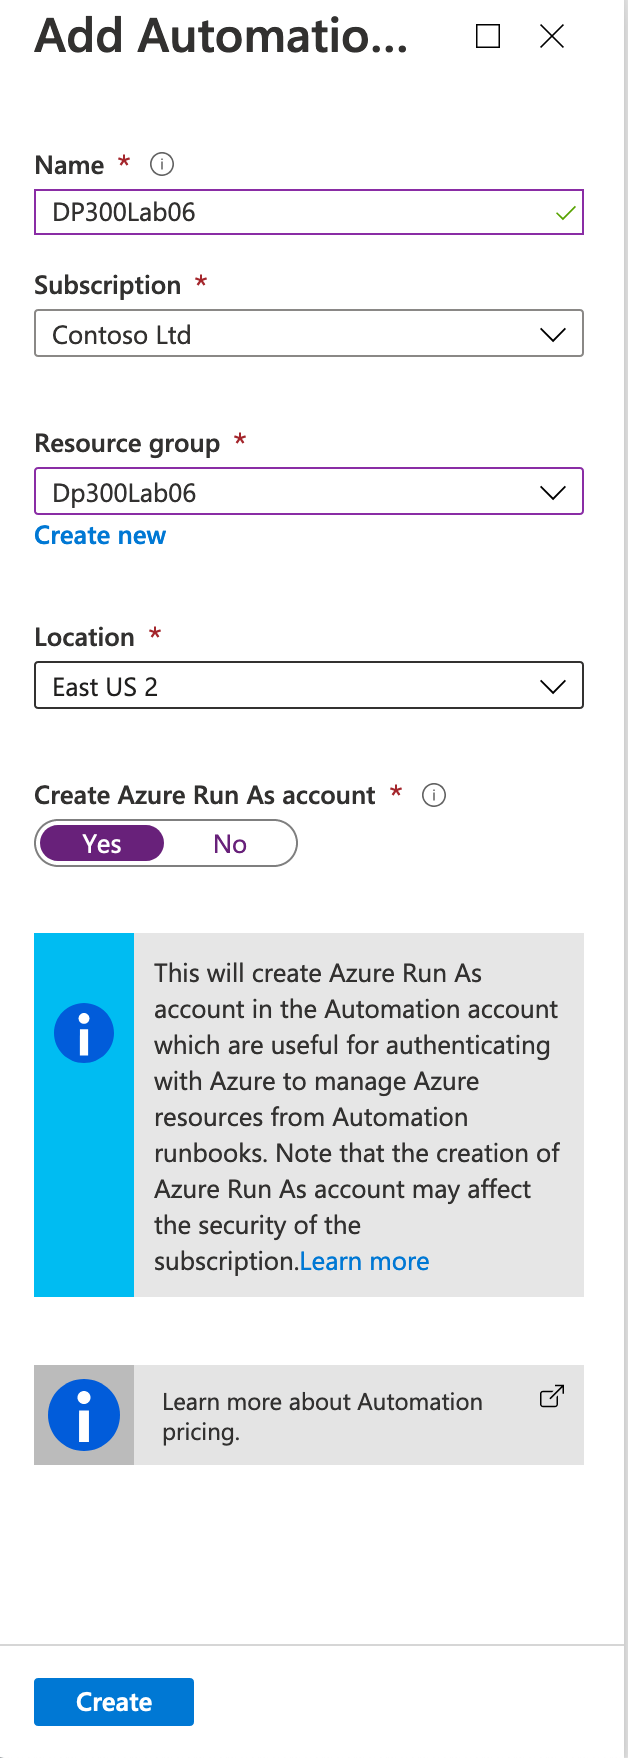 Add Automatio...
Name *
DP300Lab06
Subscription *
Contoso Ltd
Resource group *
Dp300Lab06
Create new
Location *
East US 2
Create Azure Run As account *
Yes No
This will create Azure Run As
account in the Automation account
which are useful for authenticating
with Azure to manage Azure
resources from Automation
runbooks. Note that the creation of
Azure Run As account may affect
the security of the
subscription.Learn more
Learn more about Automation
pricing.
Create